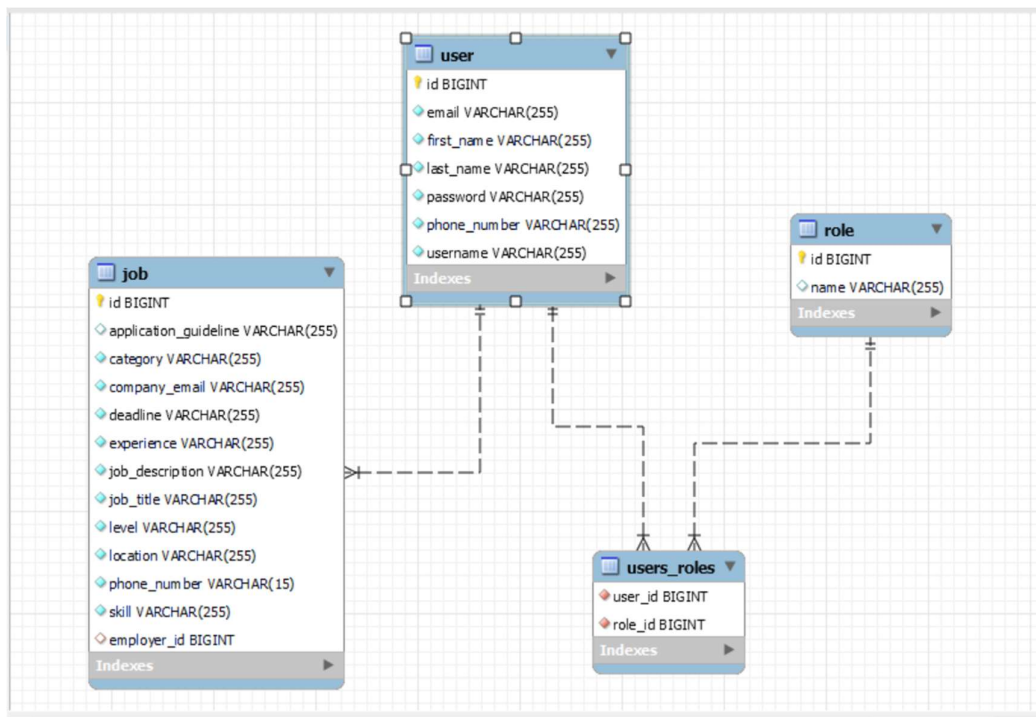 user
id BIGINT
email VARCHAR(255)
first_name VARCHAR(255)
last_name VARCHAR(255)
password VARCHAR(255)
phone_number VARCHAR(255)
username VARCHAR(255)
Indexes
role
id BIGINT
name VARCHAR(255)
Indexes
job
id BIGINT
application_guideline VARCHAR(255)
category VARCHAR(255)
company_email VARCHAR(255)
deadline VARCHAR(255)
experience VARCHAR(255)
job_description VARCHAR(255)
job_title VARCHAR(255)
level VARCHAR(255)
location VARCHAR(255)
phone_number VARCHAR(15)
skill VARCHAR(255)
employer_id BIGINT
Indexes
users_roles
user_id BIGINT
role_id BIGINT
Indexes